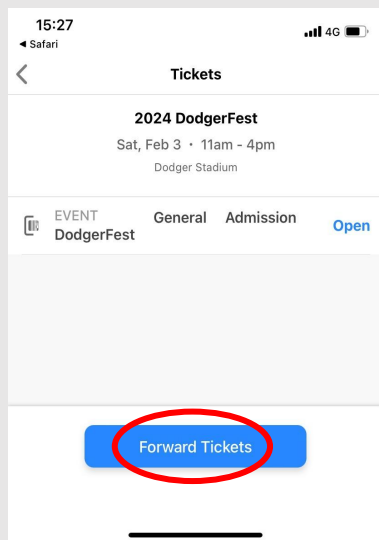 15:27
4G
◄ Safari
Tickets
2024 DodgerFest
Sat, Feb 3 · 11am - 4pm
Dodger Stadium
EVENT General Admission
DodgerFest
Open
Forward Tickets